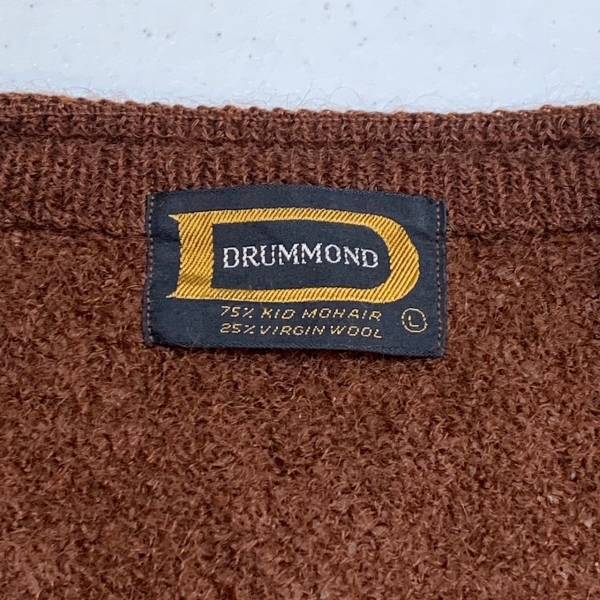 D
DRUMMOND
75% KID MOHAIR
25% VIRGIN WOOL
L